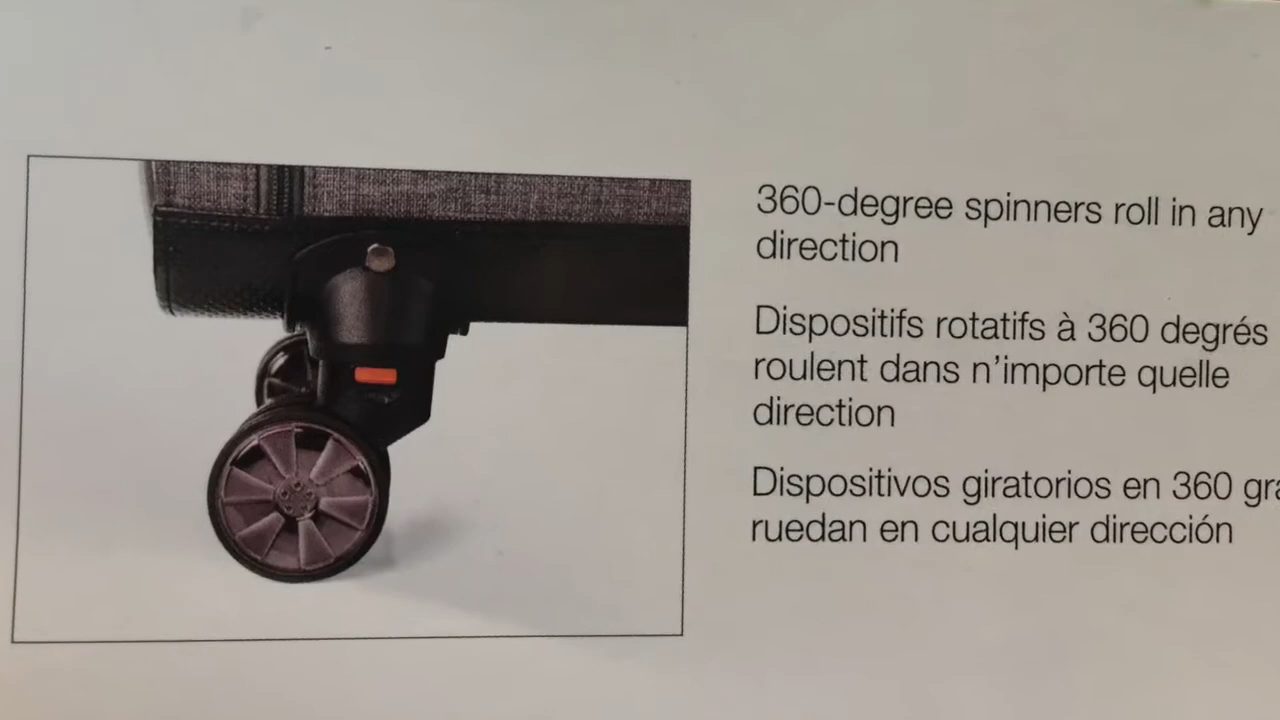 360-degree spinners roll in any
direction
Dispositifs rotatifs à 360 degrés
roulent dans n'importe quelle
direction
Dispositivos giratorios en 360
ruedan en cualquier dirección